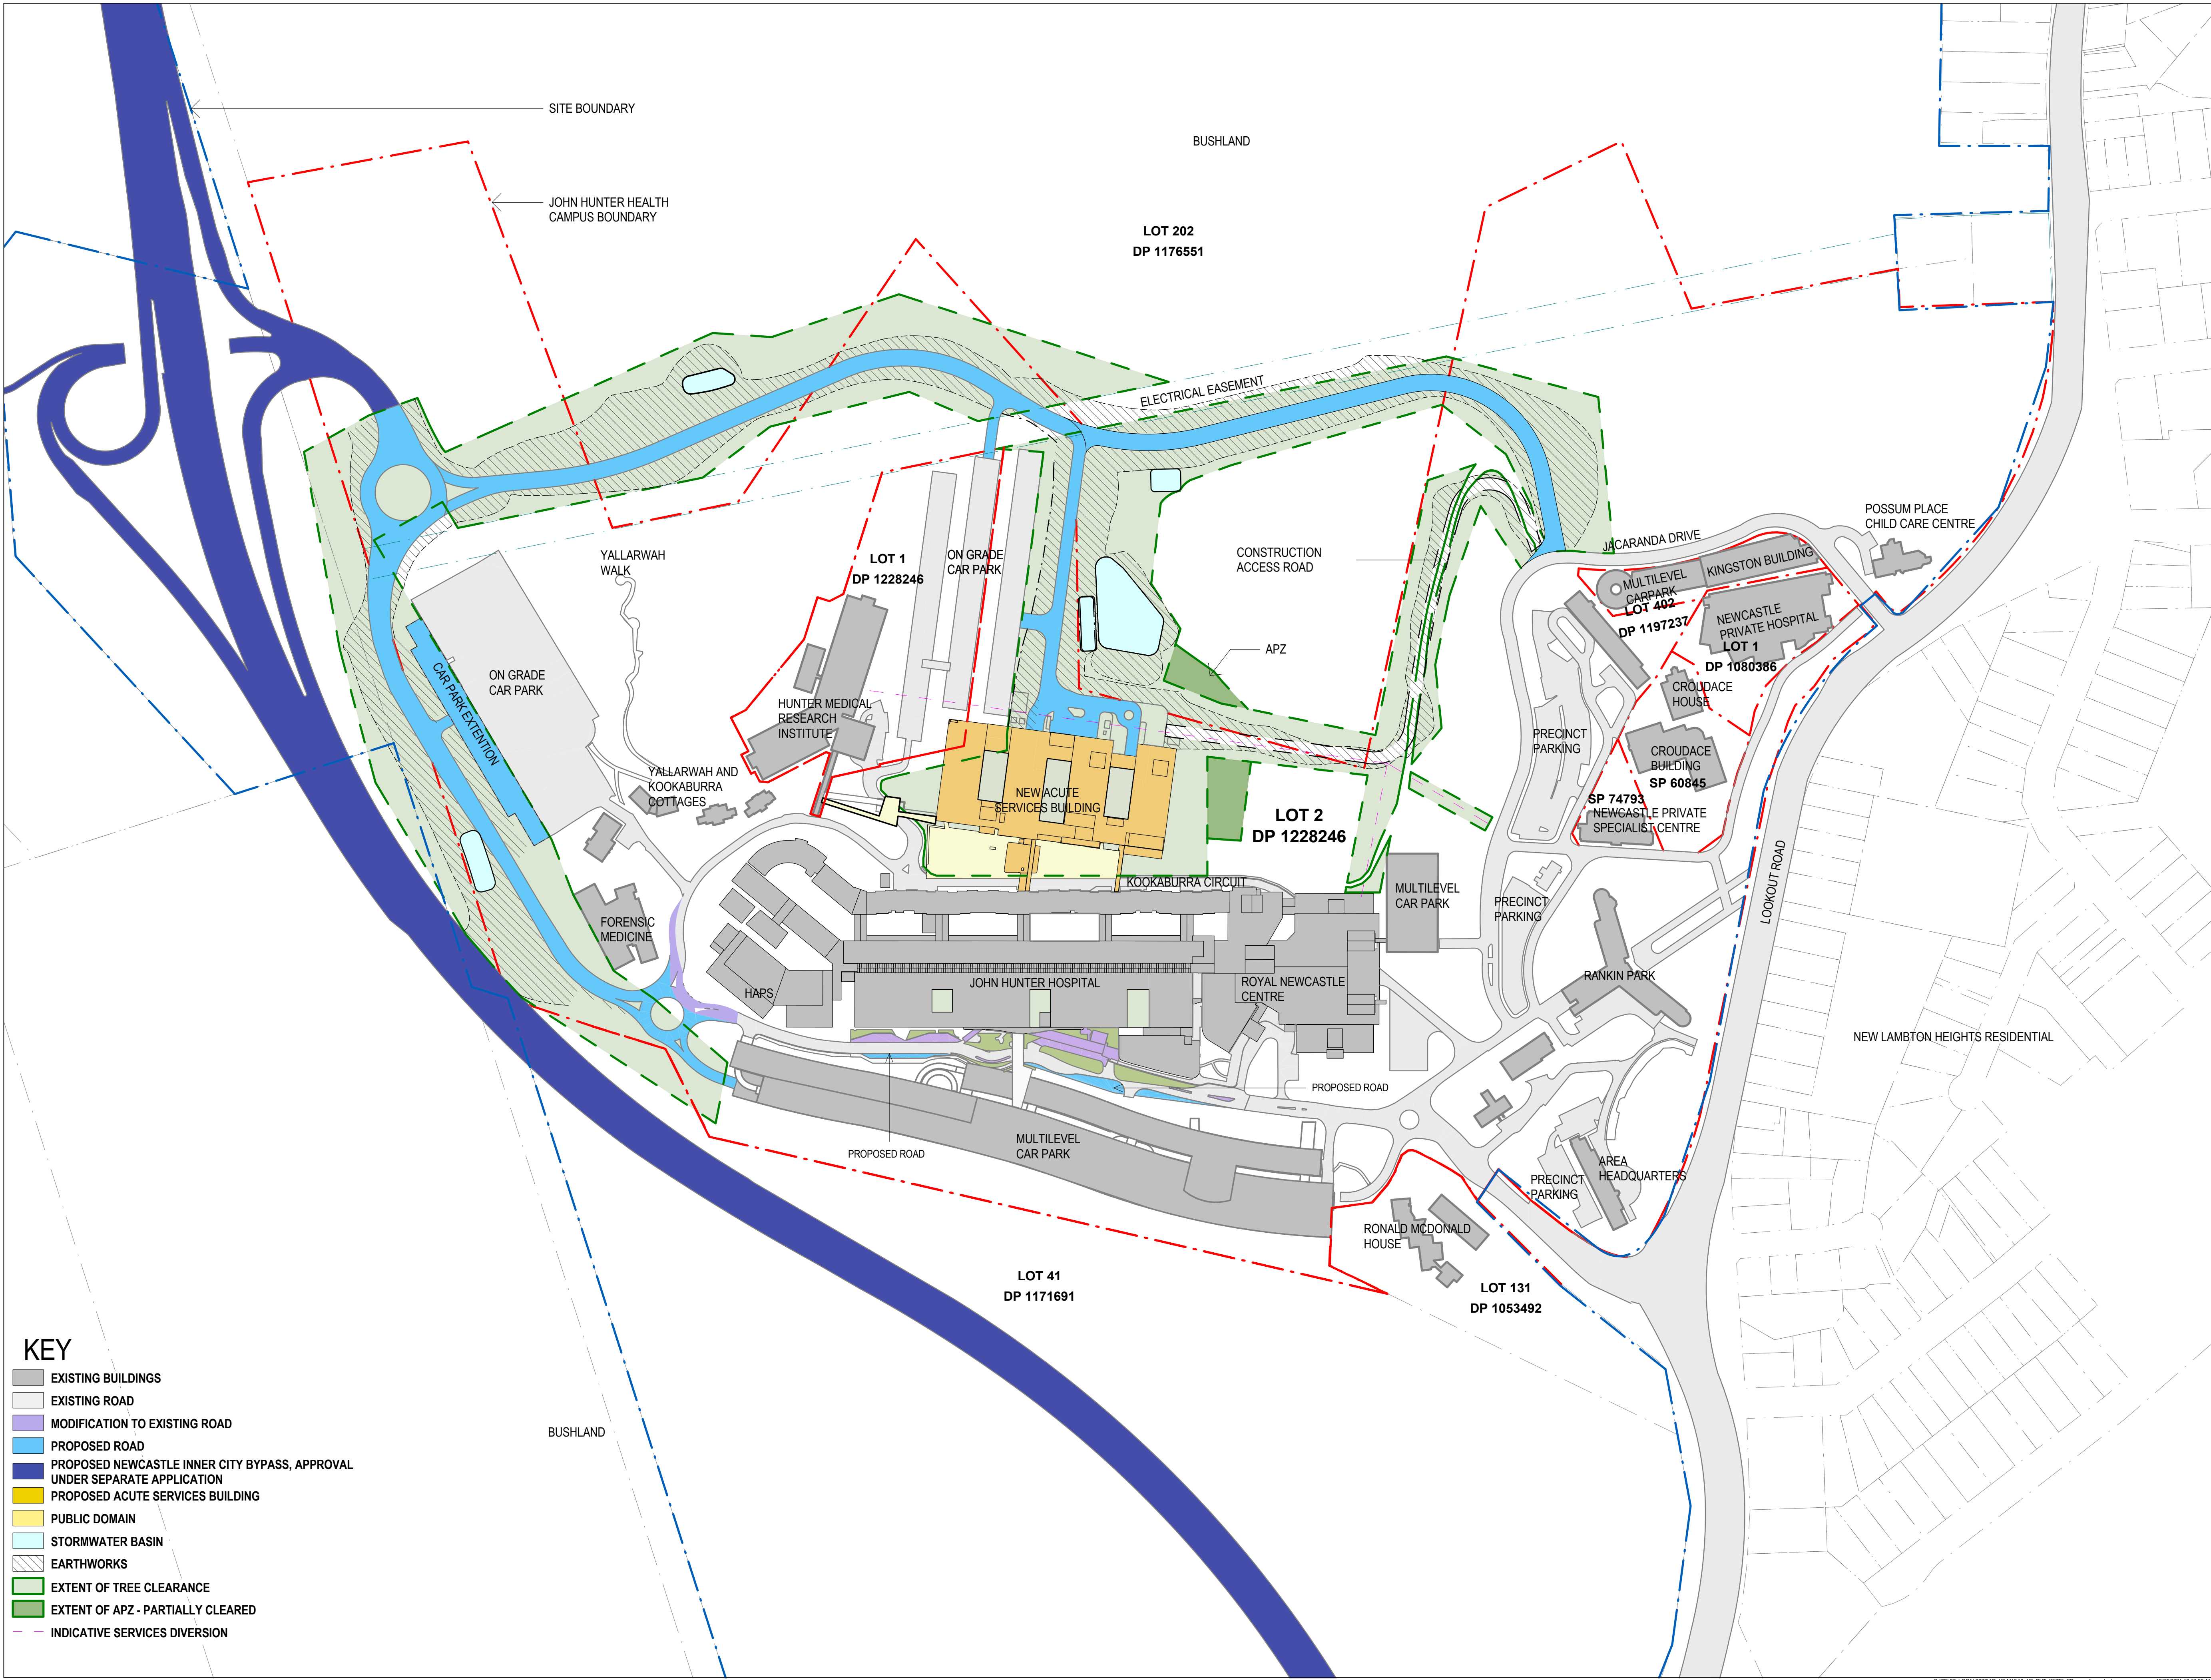 SITE BOUNDARY
BUSHLAND
JOHN HUNTER HEALTH
CAMPUS BOUNDARY
LOT 202
DP 1176551
ELECTRICAL EASEMENT
POSSUM PLACE
CHILD CARE CENTRE
JACARANDA DRIVE
KINGSTON BUILDING
MULTILEVEL
CARPARK
LOT 402
DP 1197237
NEWCASTLE
PRIVATE HOSPITAL
LOT 1
DP 1080386
CROUDACE
HOUSE
YALLARWAH
WALK
LOT 1
DP 1228246
ON GRADE
CAR PARK
CONSTRUCTION
ACCESS ROAD
APZ
ON GRADE
CAR PARK
CAR PARK EXTENTION
HUNTER MEDICAL
RESEARCH
INSTITUTE
PRECINCT
PARKING
CROUDACE
BUILDING
SP 60845
SP 74793
NEWCASTLE PRIVATE
SPECIALIST CENTRE
YALLARWAH AND
KOOKABURRA
COTTAGES
NEW ACUTE
SERVICES BUILDING
LOT 2
DP 1228246
LOOKOUT ROAD
KOOKABURRA CIRCUIT
MULTILEVEL
CAR PARK
PRECINCT
PARKING
FORENSIC
MEDICINE
HAPS
JOHN HUNTER HOSPITAL
ROYAL NEWCASTLE
CENTRE
RANKIN PARK
NEW LAMBTON HEIGHTS RESIDENTIAL
PROPOSED ROAD
PROPOSED ROAD
MULTILEVEL
CAR PARK
AREA
HEADQUARTERS
PRECINCT
PARKING
RONALD MCDONALD
HOUSE
LOT 41
DP 1171691
LOT 131
DP 1053492
BUSHLAND
KEY
EXISTING BUILDINGS
EXISTING ROAD
MODIFICATION TO EXISTING ROAD
PROPOSED ROAD
PROPOSED NEWCASTLE INNER CITY BYPASS, APPROVAL
UNDER SEPARATE APPLICATION
PROPOSED ACUTE SERVICES BUILDING
PUBLIC DOMAIN
STORMWATER BASIN
EARTHWORKS
EXTENT OF TREE CLEARANCE
EXTENT OF APZ - PARTIALLY CLEARED
INDICATIVE SERVICES DIVERSION